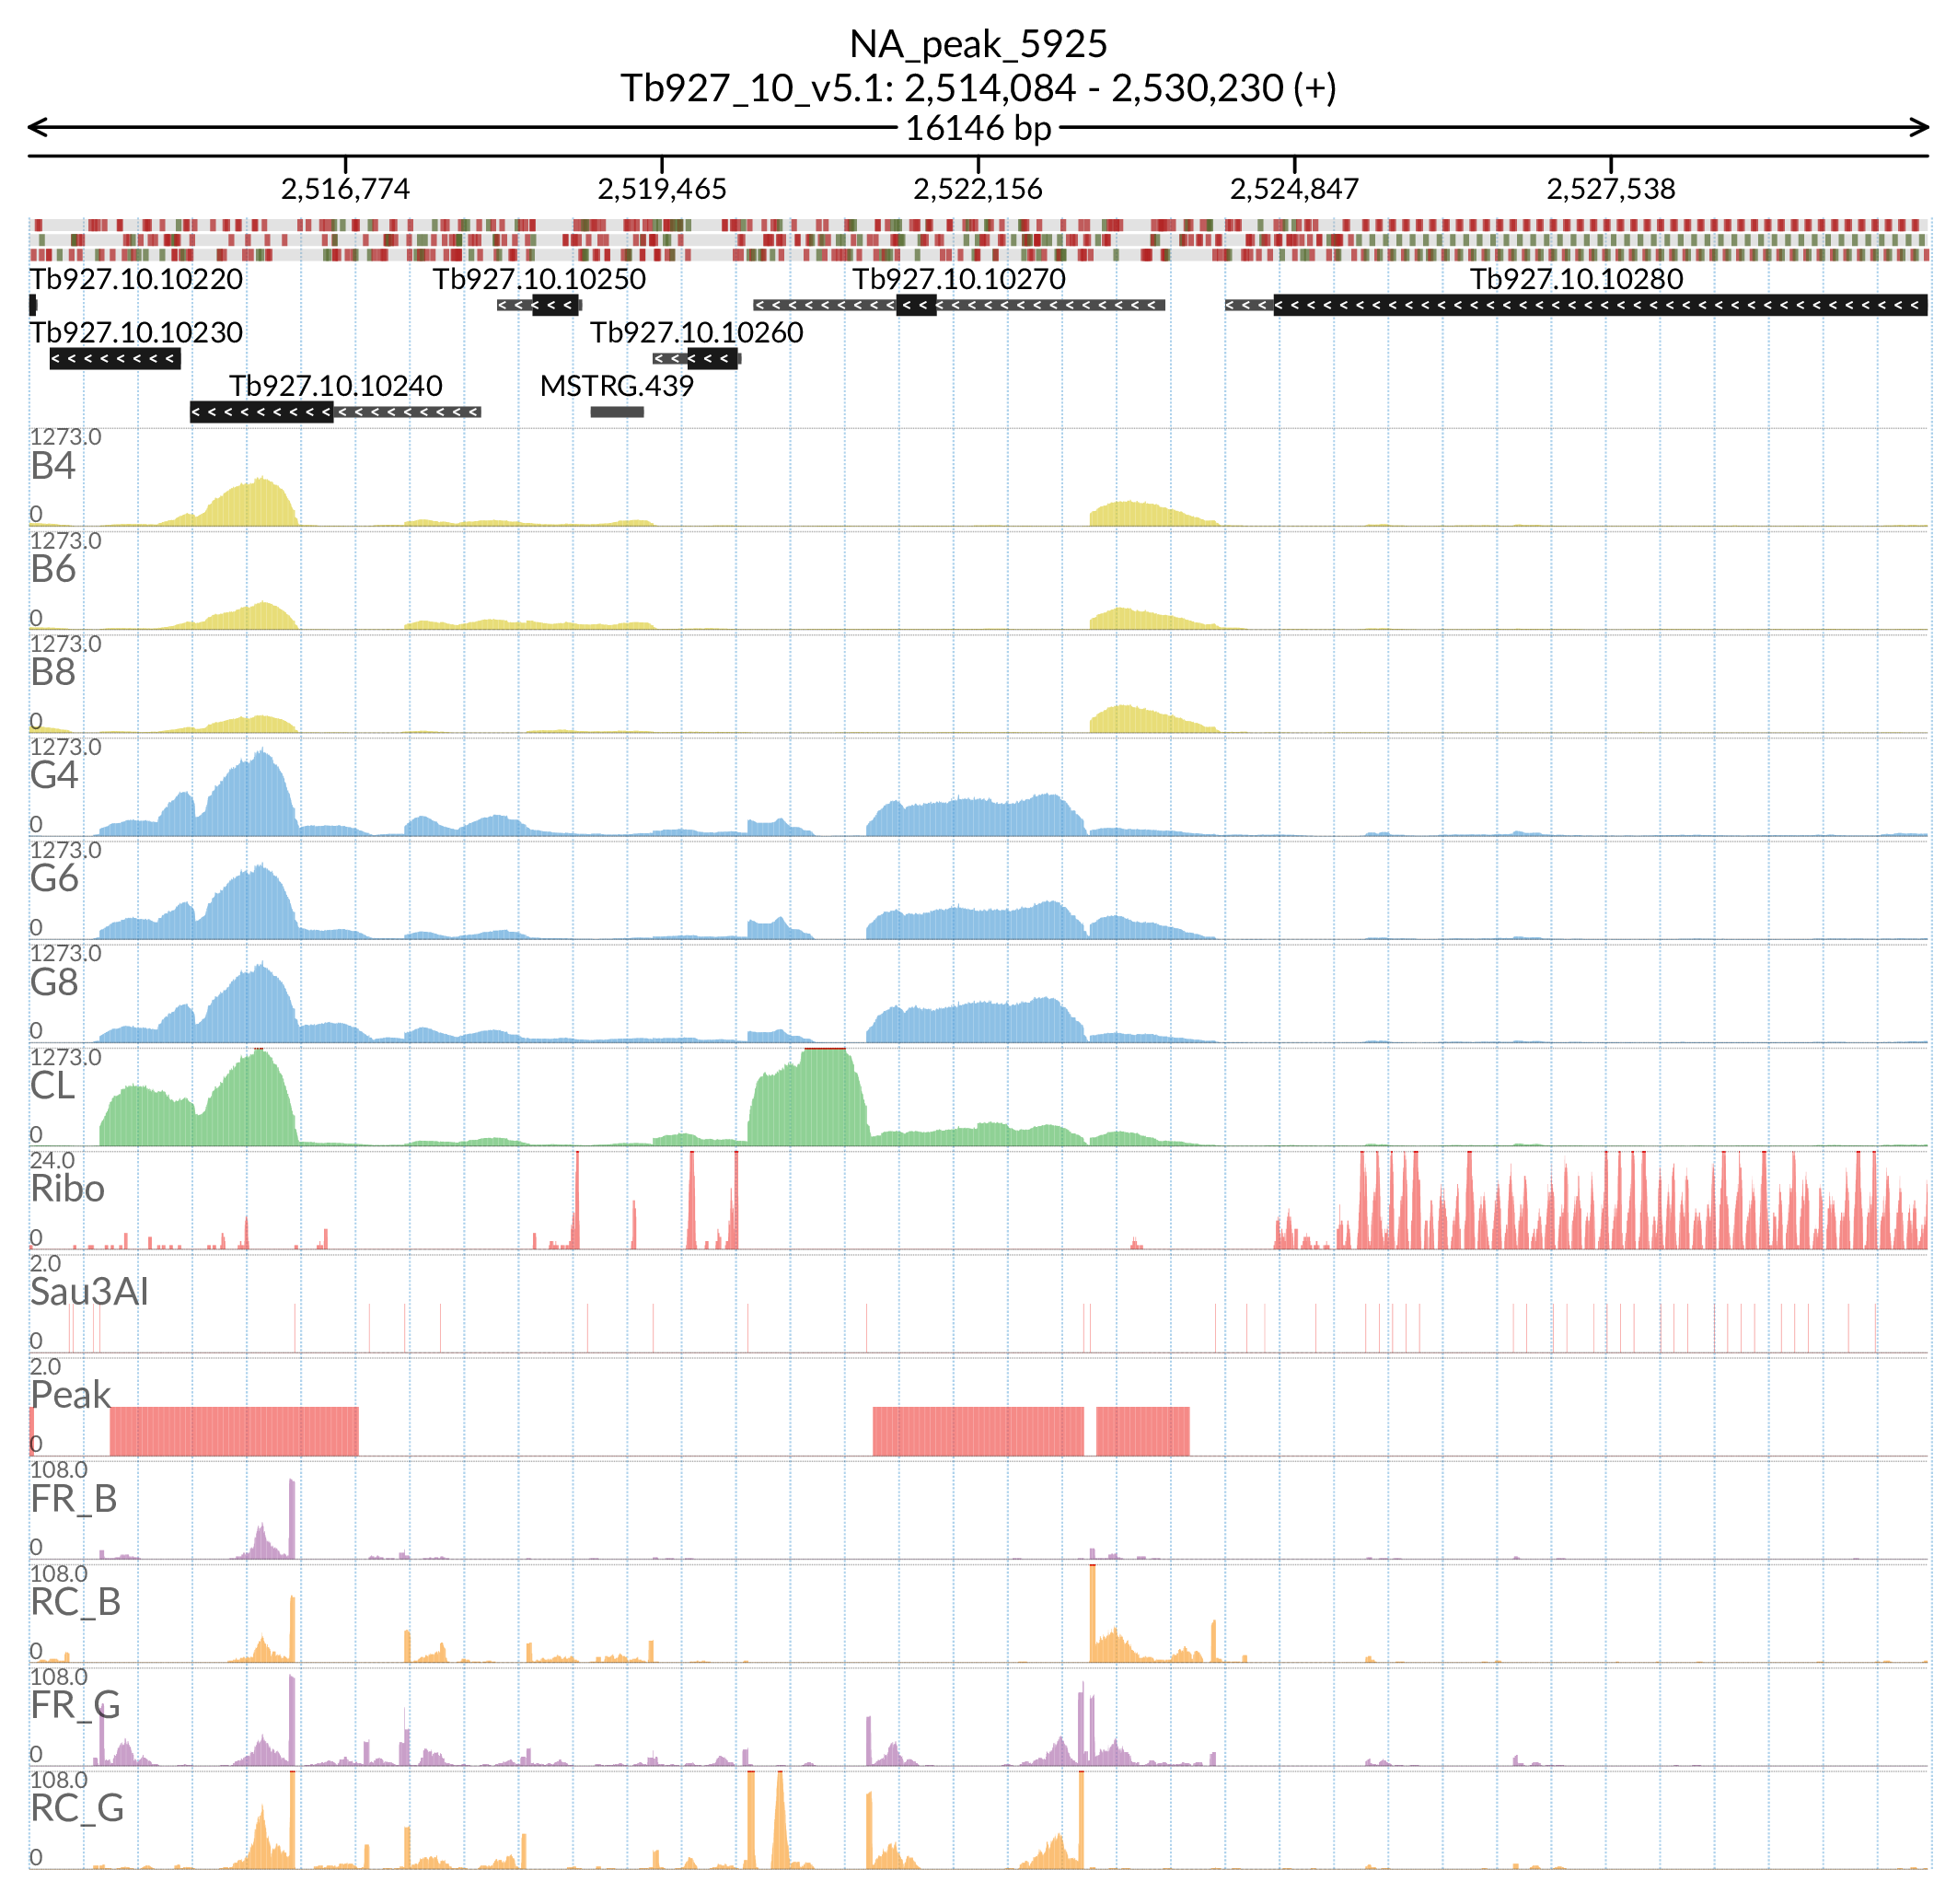 NA_peak_5925
Tb927_10_v5.1: 2,514,084 - 2,530,230 (+)
16146 bp
2,516,774 2,519,465 2,522,156 2,524,847 2,527,538
Tb927.10.10220 Tb927.10.10250 Tb927.10.10270 Tb927.10.10280
Tb927.10.10230 Tb927.10.10260
Tb927.10.10240 MSTRG.439
1273.0
B4
0
1273.0
B6
0
1273.0
B8
0
1273.0
G4
0
1273.0
G6
0
1273.0
G8
0
1273.0
CL
0
24.0
Ribo
0
2.0
Sau3AI
0
2.0
Peak
0
108.0
FR_B
0
108.0
RC_B
0
108.0
FR_G
0
108.0
RC_G
0